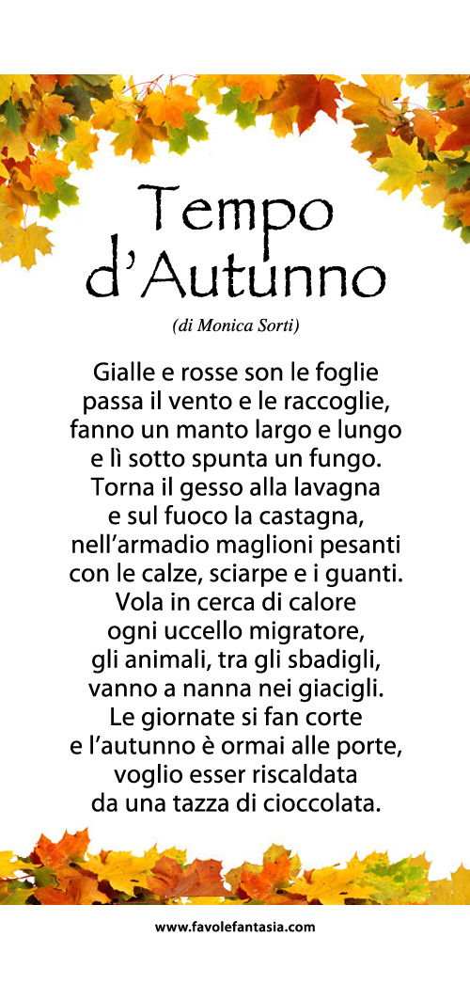 Tempo
d’Autunno
(di Monica Sorti)
Gialle e rosse son le foglie
passa il vento e le raccoglie,
fanno un manto largo e lungo
e lì sotto spunta un fungo.
Torna il gesso alla lavagna
e sul fuoco la castagna,
nell’armadio maglioni pesanti
con le calze, sciarpe e i guanti.
Vola in cerca di calore
ogni uccello migratore,
gli animali, tra gli sbadigli,
vanno a nanna nei giacigli.
Le giornate si fan corte
e l’autunno è ormai alle porte,
voglio esser riscaldata
da una tazza di cioccolata.
www.favolefantasia.com